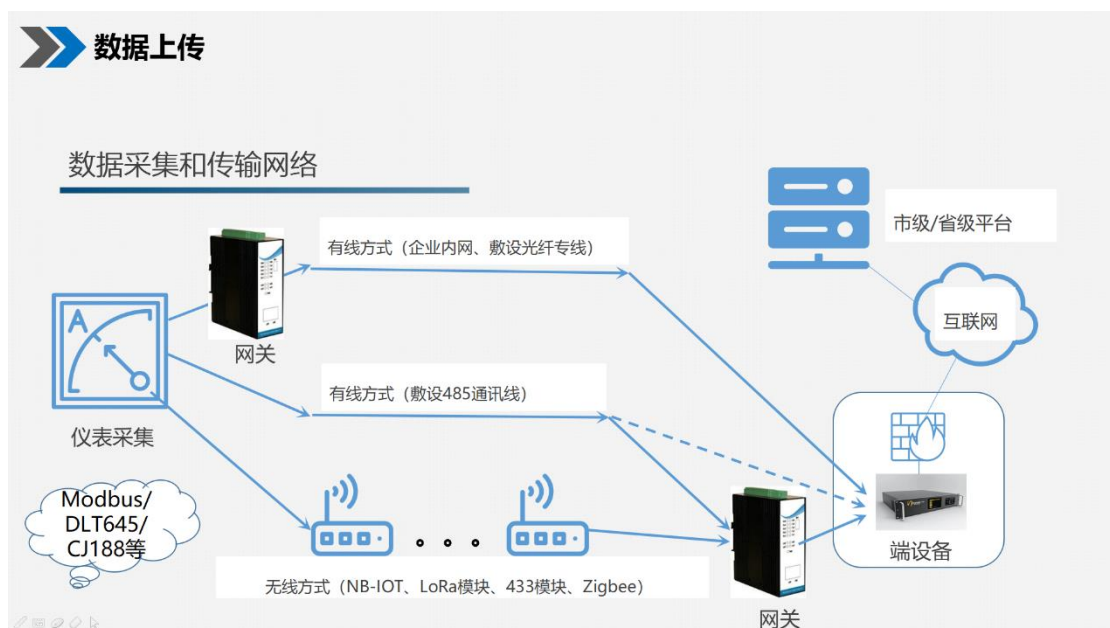 数据上传
数据采集和传输网络
有线方式（企业内网、敷设光纤专线）
市级/省级平台
互联网
网关
有线方式（敷设485通讯线）
仪表采集
Modbus/
DLT645/
CJ188等
端设备
无线方式（NB-IOT、LoRa模块、433模块、Zigbee）
网关